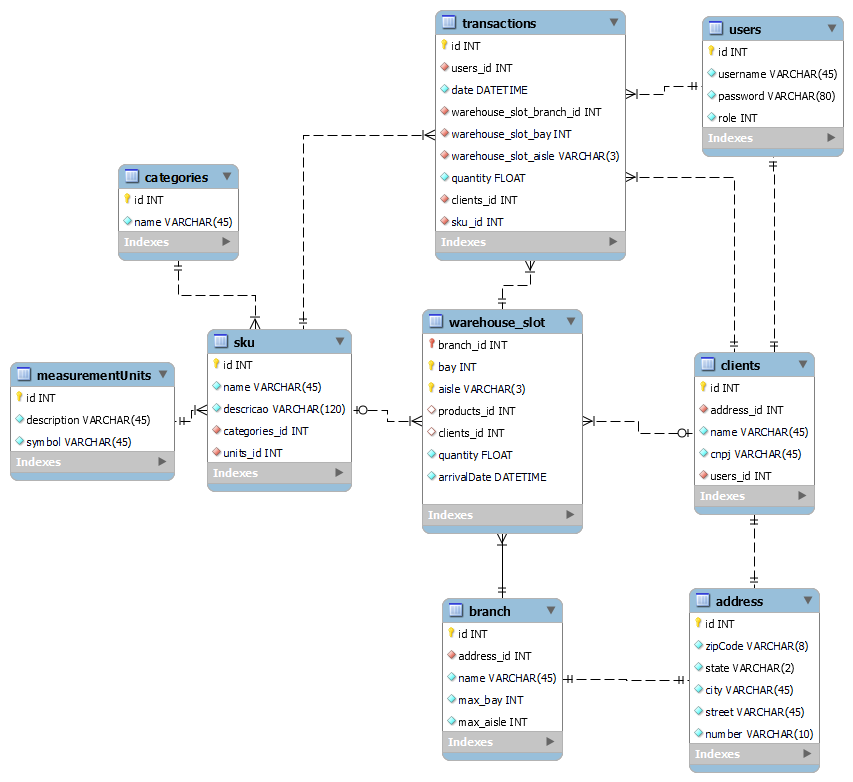 transactions
id INT
users_id INT
date DATETIME
warehouse_slot_branch_id INT
warehouse_slot_bay INT
warehouse_slot_aisle VARCHAR(3)
quantity FLOAT
clients_id INT
sku_id INT
Indexes
users
id INT
username VARCHAR(45)
password VARCHAR(80)
role INT
Indexes
categories
id INT
name VARCHAR(45)
Indexes
measurementUnits
id INT
description VARCHAR(45)
symbol VARCHAR(45)
Indexes
sku
id INT
name VARCHAR(45)
descricao VARCHAR(120)
categories_id INT
units_id INT
Indexes
warehouse_slot
branch_id INT
bay INT
aisle VARCHAR(3)
products_id INT
clients_id INT
quantity FLOAT
arrivalDate DATETIME
Indexes
clients
id INT
address_id INT
name VARCHAR(45)
cnpj VARCHAR(45)
users_id INT
Indexes
branch
id INT
address_id INT
name VARCHAR(45)
max_bay INT
max_aisle INT
Indexes
address
id INT
zipCode VARCHAR(8)
state VARCHAR(2)
city VARCHAR(45)
street VARCHAR(45)
number VARCHAR(10)
Indexes